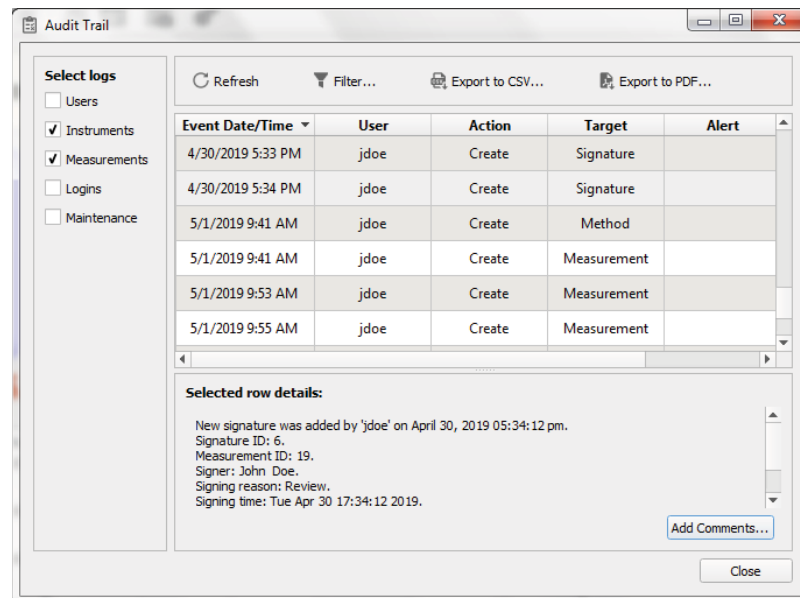 Audit Trail
Select logs
Users
Instruments
Measurements
Logins
Maintenance
Refresh Filter... Export to CSV... Export to PDF...
Event Date/Time User Action Target Alert
4/30/2019 5:33 PM jdoe Create Signature
4/30/2019 5:34 PM jdoe Create Signature
5/1/2019 9:41 AM jdoe Create Method
5/1/2019 9:41 AM jdoe Create Measurement
5/1/2019 9:53 AM jdoe Create Measurement
5/1/2019 9:55 AM jdoe Create Measurement
Selected row details:
New signature was added by 'jdoe' on April 30, 2019 05:34:12 pm.
Signature ID: 6.
Measurement ID: 19.
Signer: John Doe.
Signing reason: Review.
Signing time: Tue Apr 30 17:34:12 2019.
Add Comments...
Close